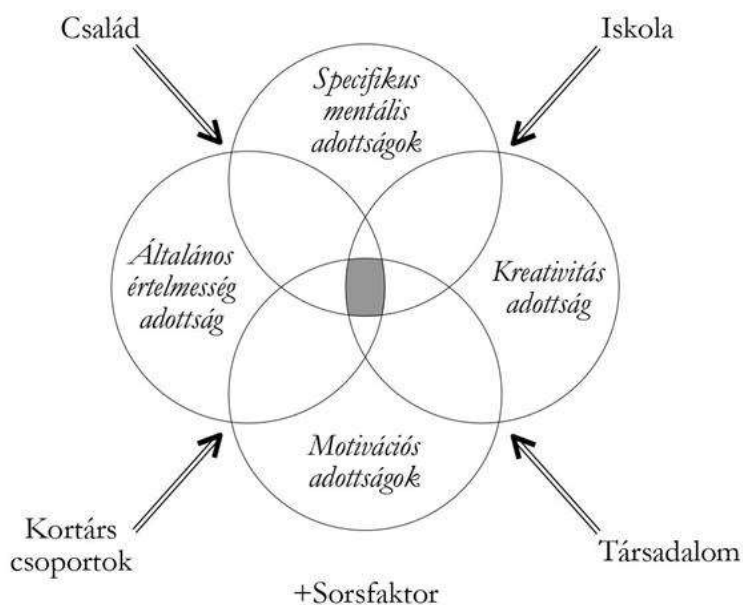 Család
Iskola
Specifikus
mentális
adottságok
Általános
értelmesség
adottság
Kreativitás
adottság
Motivációs
adottságok
Kortárs
csoportok
Társadalom
+Sorsfaktor